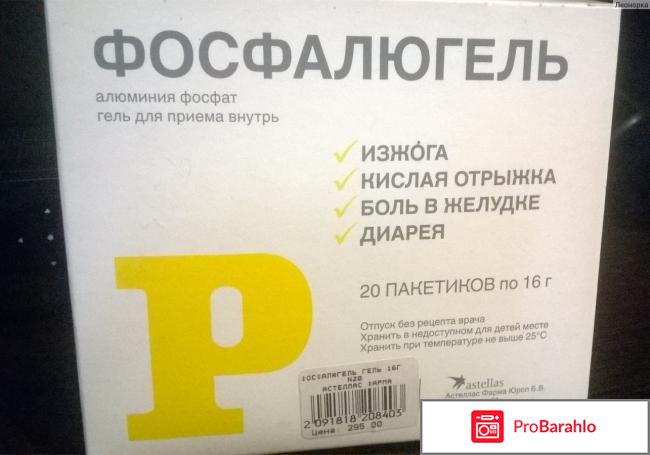 Леонорка
ФОСФАЛЮГЕЛЬ
алюминия фосфат
гель для приема внутрь
ИЗЖО́ГА
КИСЛАЯ ОТРЫЖКА
БОЛЬ В ЖЕЛУДКЕ
ДИАРЕЯ
20 ПАКЕТИКОВ по 16 г
Отпуск без рецепта врача
Хранить в недоступном для детей месте
Хранить при температуре не выше 25°С
P
ФОСФАЛЮГЕЛЬ ГЕЛЬ 16Г
N20
АСТЕЛЛАС ФАРМА
2 091818 208403
Цена: 295.00
astellas
Астеллас Фарма Юроп Б.В.
ProBarahlo